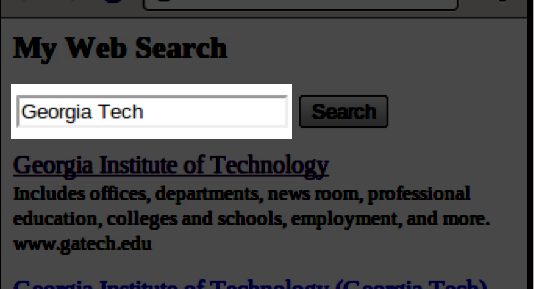 My Web Search
Georgia Tech
Search
Georgia Institute of Technology
Includes offices, departments, news room, professional
education, colleges and schools, employment, and more.
www.gatech.edu
Georgia Institute of Technology (Georgia Tech)